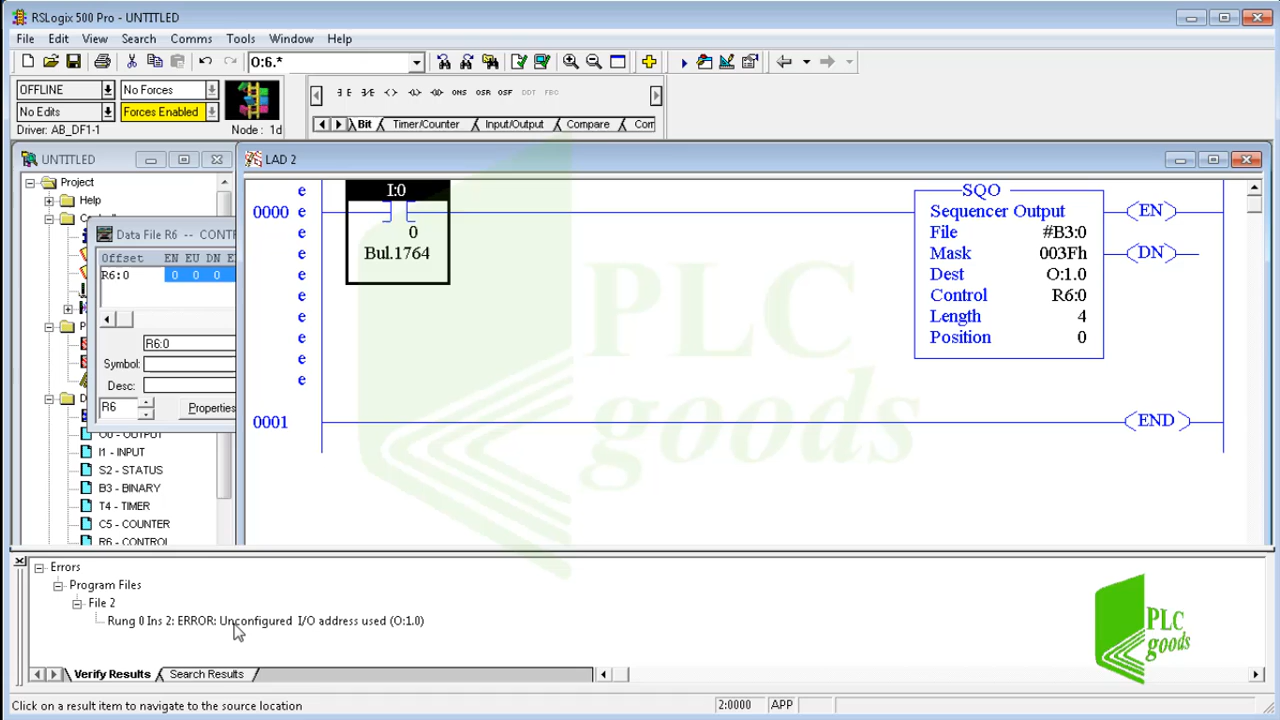 RSLogix 500 Pro - UNTITLED
File Edit View Search Comms Tools Window Help
O:6.*
OFFLINE No Forces
No Edits Forces Enabled
Driver: AB_DF1-1 Node : 1d
Bit Timer/Counter Input/Output Compare Com
UNTITLED
Project
Help
LAD 2
Data File R6 -- CONTR
Offset EN EU DN E
R6:0 0 0 0
R6:0
Symbol:
Desc:
R6 Properties
O0 - OUTPUT
I1 - INPUT
S2 - STATUS
B3 - BINARY
T4 - TIMER
C5 - COUNTER
R6 - CONTROL
e
0000 e
e
e
e
e
e
e
e
e
I:0
0
Bul.1764
SQO
Sequencer Output
File #B3:0
Mask 003Fh
Dest O:1.0
Control R6:0
Length 4
Position 0
EN
DN
0001 END
PLC
goods
Errors
Program Files
File 2
Rung 0 Ins 2: ERROR: Unconfigured I/O address used (O:1.0)
PLC
goods
Verify Results Search Results
Click on a result item to navigate to the source location 2:0000 APP